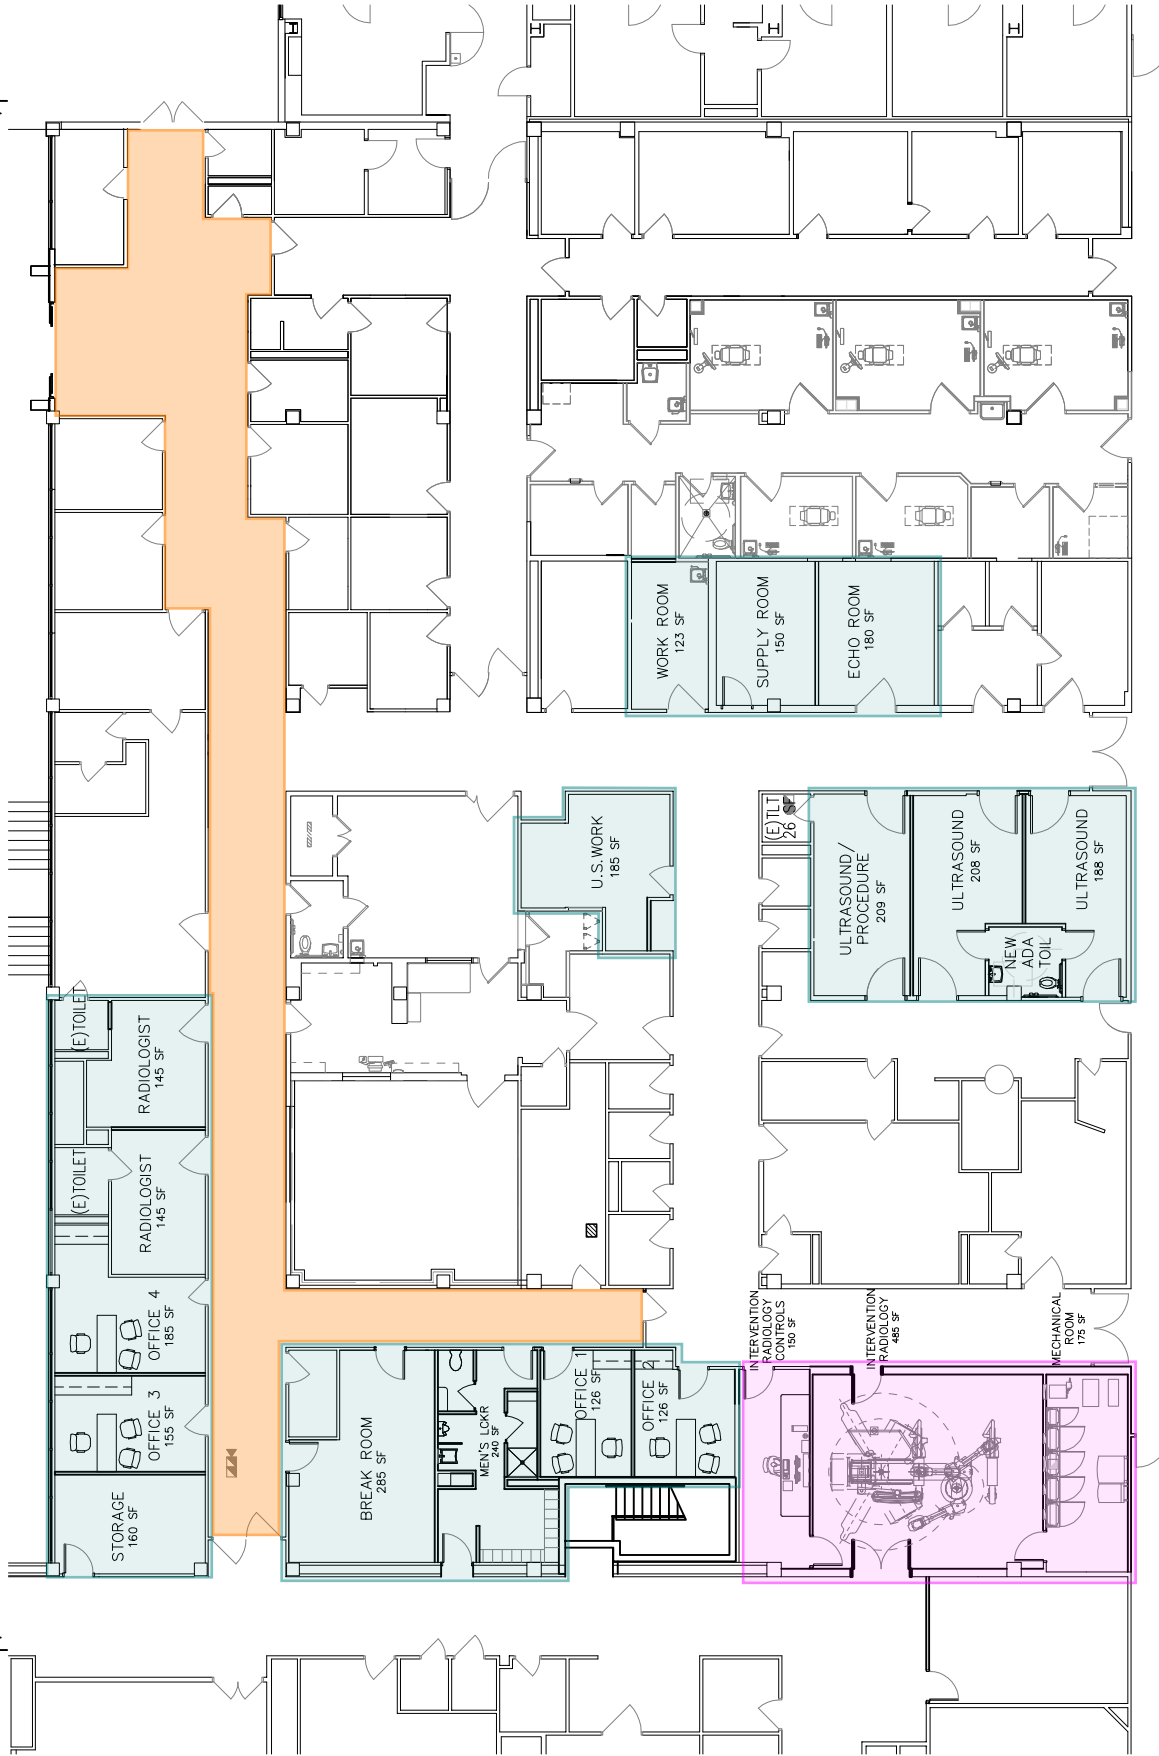 WORK ROOM
123 SF
SUPPLY ROOM
150 SF
ECHO ROOM
180 SF
U.S.WORK
185 SF
(E)TLT
26 SF
ULTRASOUND/
PROCEDURE
209 SF
ULTRASOUND
208 SF
ULTRASOUND
188 SF
NEW
ADA
TOIL
(E)TOILET
RADIOLOGIST
145 SF
(E)TOILET
RADIOLOGIST
145 SF
OFFICE 4
185 SF
OFFICE 3
155 SF
STORAGE
160 SF
BREAK ROOM
285 SF
MEN'S LCKR
240 SF
OFFICE 1
126 SF
OFFICE 2
126 SF
INTERVENTION
RADIOLOGY
CONTROLS
150 SF
INTERVENTION
RADIOLOGY
485 SF
MECHANICAL
ROOM
175 SF